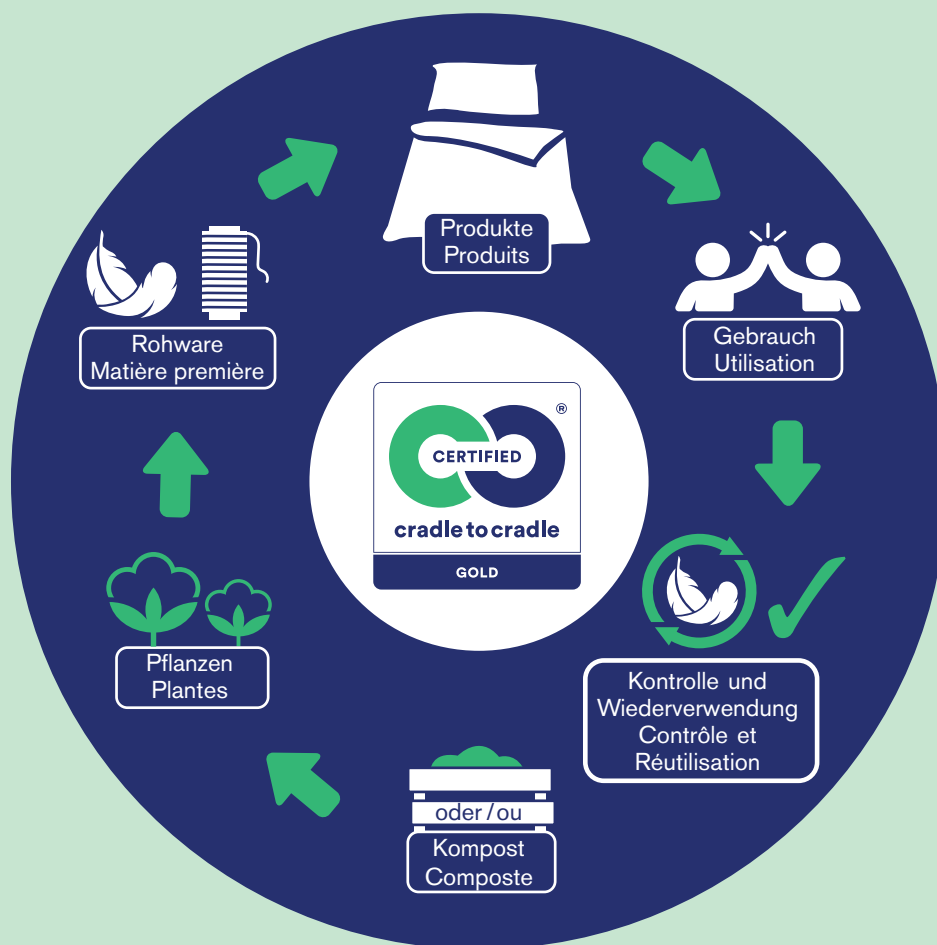 Produkte
Produits
Gebrauch
Utilisation
Kontrolle und
Wiederverwendung
Contrôle et
Réutilisation
oder/ou
Kompost
Composte
Pflanzen
Plantes
Rohware
Matière première
®
CERTIFIED
cradle to cradle
GOLD